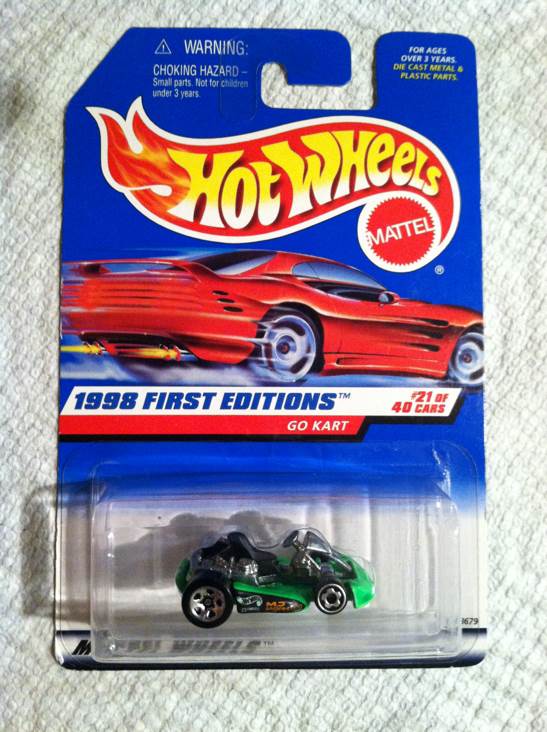 ⚠ WARNING:
CHOKING HAZARD –
Small parts. Not for children
under 3 years.
FOR AGES
OVER 3 YEARS.
DIE CAST METAL &
PLASTIC PARTS.
HOT WHEELS
MATTEL
®
1998 FIRST EDITIONS™
#21 OF
40 CARS
GO KART
WHEELS™